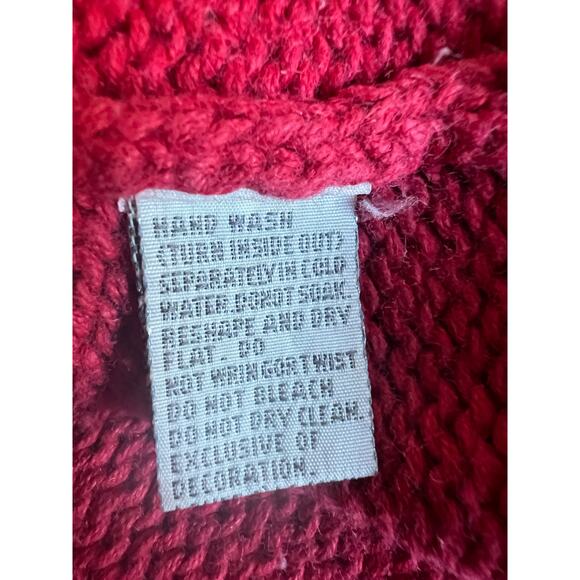 HAND WASH
(TURN INSIDE OUT)
SEPARATELY IN COLD
WATER. DO NOT SOAK.
RESHAPE AND DRY
FLAT. DO
NOT WRING OR TWIST
DO NOT BLEACH
DO NOT DRY CLEAN.
EXCLUSIVE OF
DECORATION.